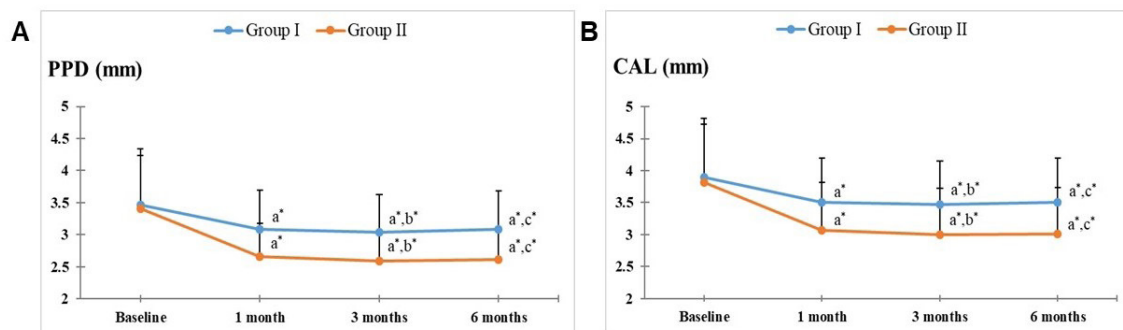 A
Group I Group II
PPD (mm)
5
4.5
4
3.5
3
2.5
2
a* a*,b* a*,c*
a* a*,b* a*,c*
Baseline 1 month 3 months 6 months
B
Group I Group II
CAL (mm)
5
4.5
4
3.5
3
2.5
2
a* a*,b* a*,c*
a* a*,b* a*,c*
Baseline 1 month 3 months 6 months